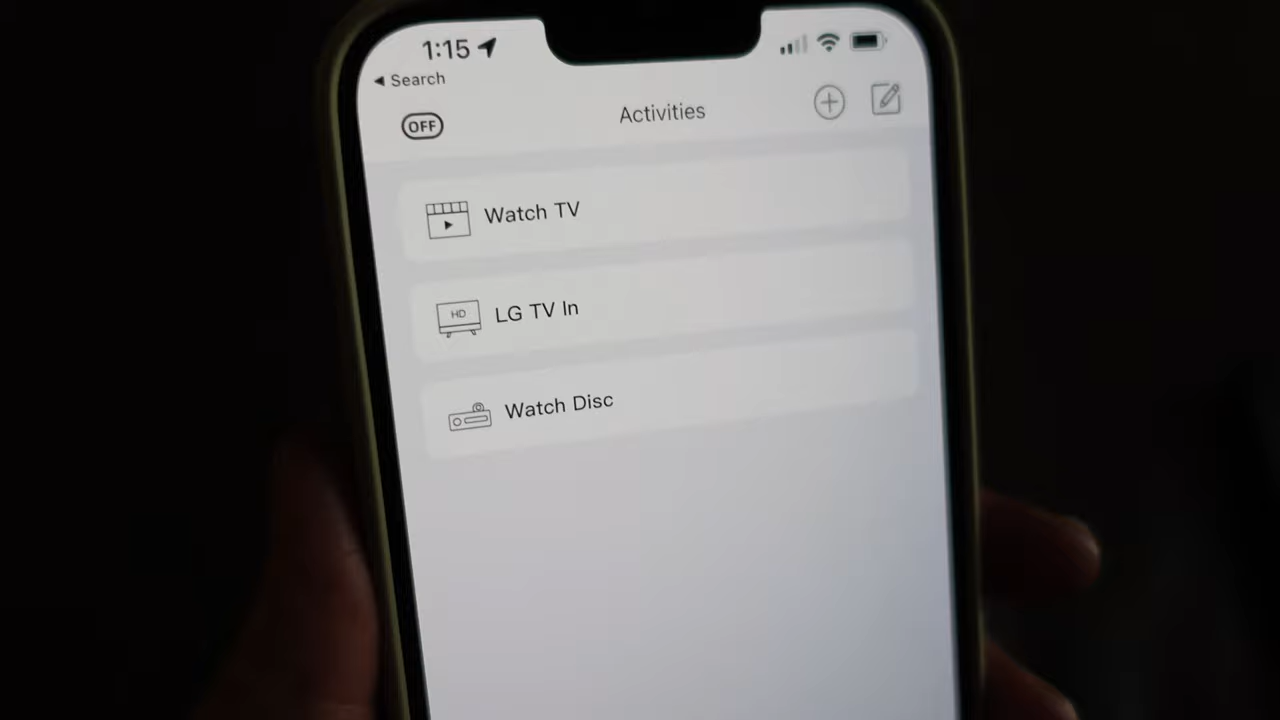 1:15
Search
OFF
Activities
Watch TV
HD
LG TV In
Watch Disc